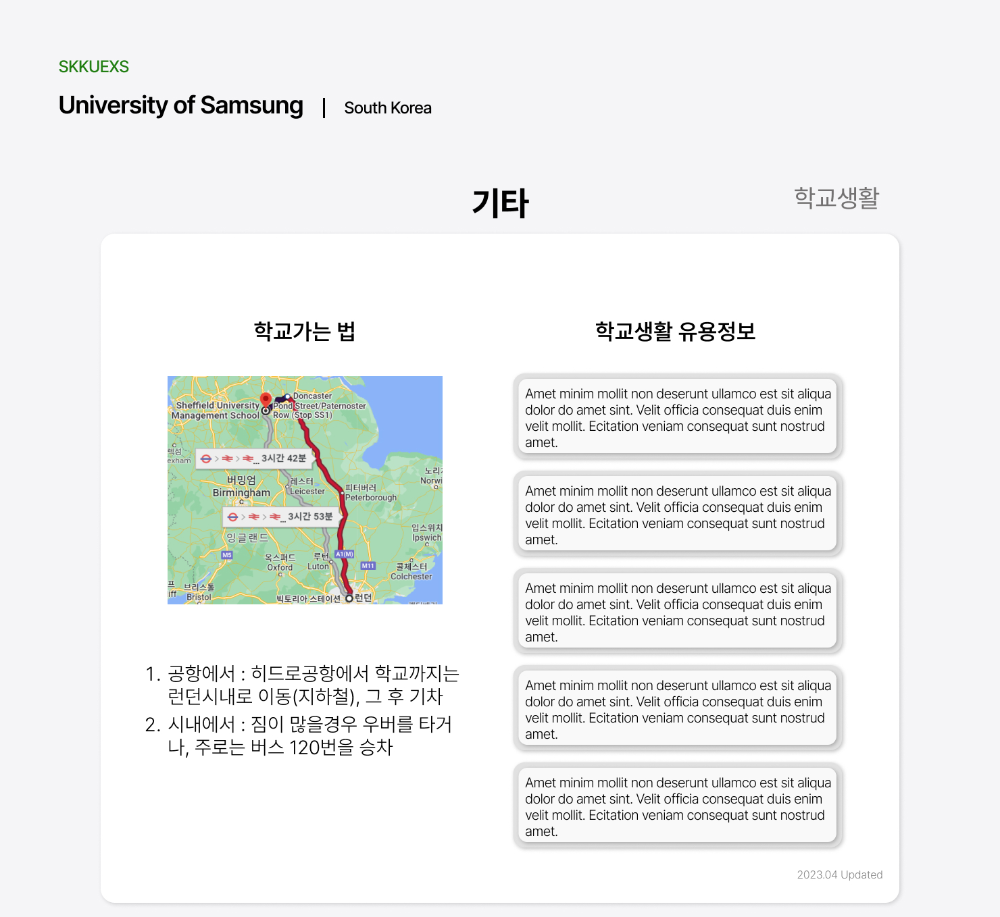 SKKUEXS
University of Samsung | South Korea
기타
학교생활
학교가는 법
Doncaster
Sheffield University
Management School
Pond Street/Paternoster
Row (Stop SS1)
렉섬
exham
3시간 42분
노리치
Norwi
버밍엄
Birmingham
레스터
Leicester
피터버러
Peterborough
3시간 53분
입스위치
Ipswich
잉글랜드
M5
옥스퍼드
Oxford
루턴
Luton
A1(M)
M11
콜체스터
Colchester
프
iff
브리스톨
Bristol
빅토리아 스테이션
런던
1. 공항에서 : 히드로공항에서 학교까지는
런던시내로 이동(지하철), 그 후 기차
2. 시내에서 : 짐이 많을경우 우버를 타거
나, 주로는 버스 120번을 승차
학교생활 유용정보
Amet minim mollit non deserunt ullamco est sit aliqua
dolor do amet sint. Velit officia consequat duis enim
velit mollit. Ecitation veniam consequat sunt nostrud
amet.
Amet minim mollit non deserunt ullamco est sit aliqua
dolor do amet sint. Velit officia consequat duis enim
velit mollit. Ecitation veniam consequat sunt nostrud
amet.
Amet minim mollit non deserunt ullamco est sit aliqua
dolor do amet sint. Velit officia consequat duis enim
velit mollit. Ecitation veniam consequat sunt nostrud
amet.
Amet minim mollit non deserunt ullamco est sit aliqua
dolor do amet sint. Velit officia consequat duis enim
velit mollit. Ecitation veniam consequat sunt nostrud
amet.
Amet minim mollit non deserunt ullamco est sit aliqua
dolor do amet sint. Velit officia consequat duis enim
velit mollit. Ecitation veniam consequat sunt nostrud
amet.
2023.04 Updated